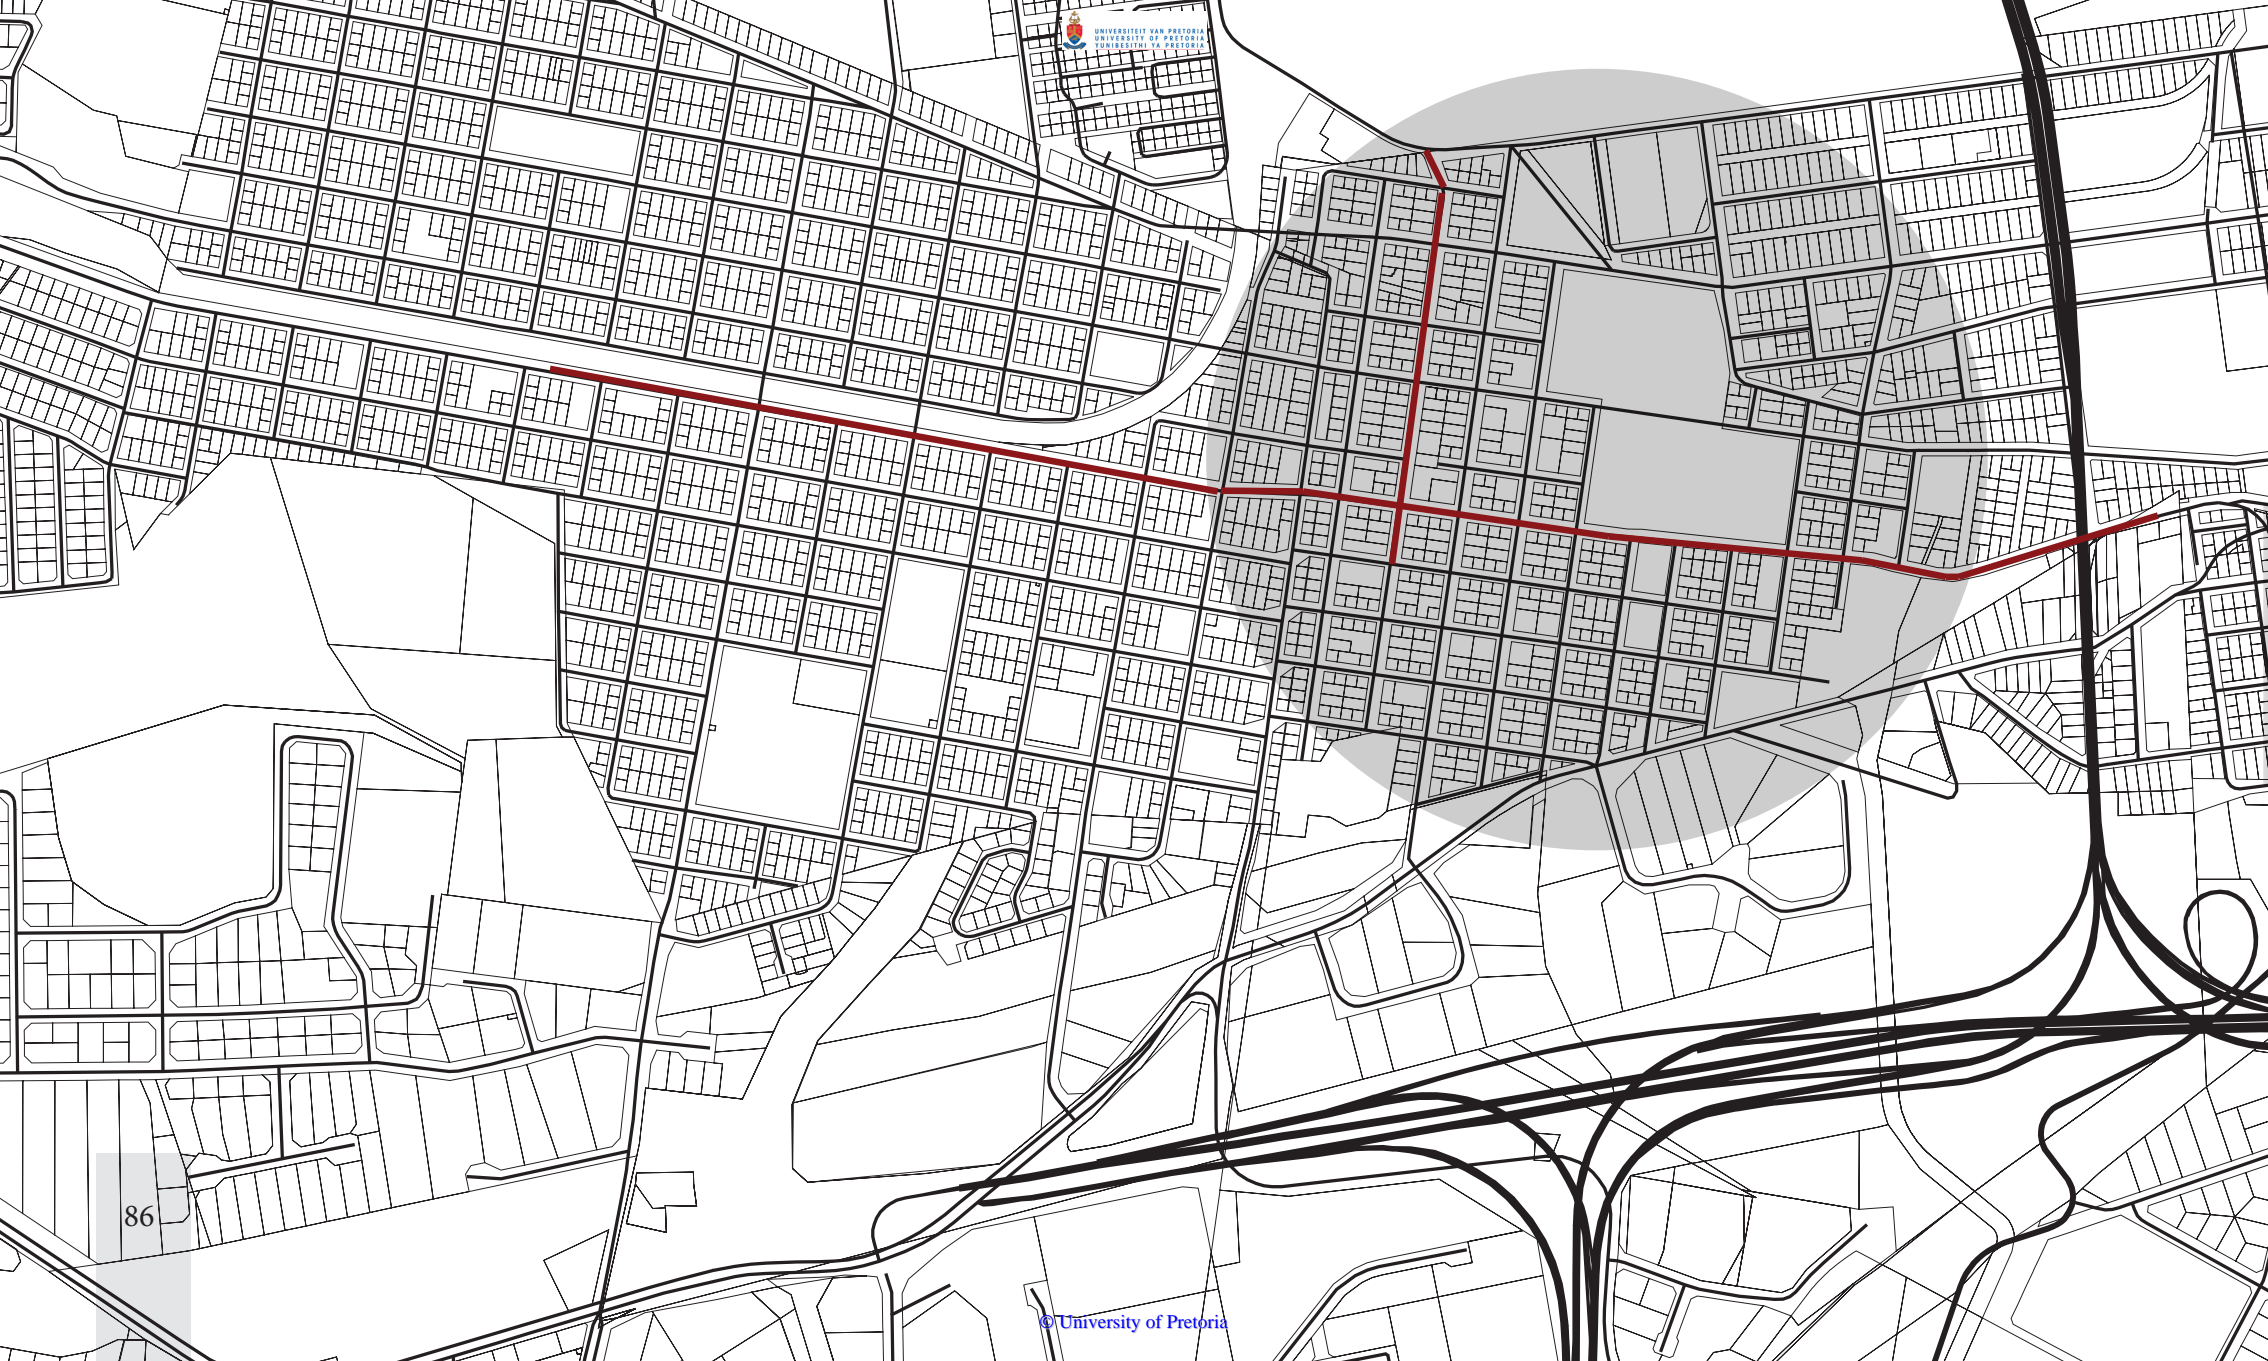 UNIVERSITEIT VAN PRETORIA
UNIVERSITY OF PRETORIA
YUNIBESITHI YA PRETORIA
86
© University of Pretoria